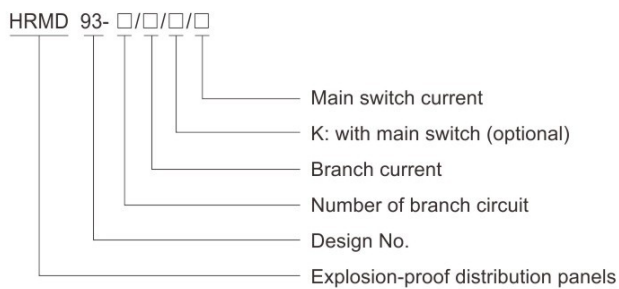 HRMD 93- □/□/□/□
Main switch current
K: with main switch (optional)
Branch current
Number of branch circuit
Design No.
Explosion-proof distribution panels